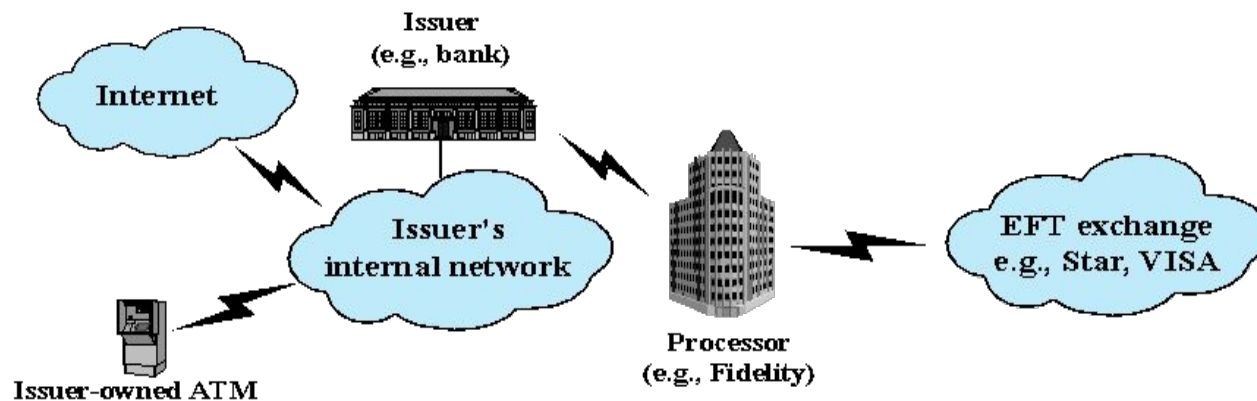 Issuer
(e.g., bank)
Internet
Issuer's
internal network
EFT exchange
e.g., Star, VISA
Processor
(e.g., Fidelity)
Issuer-owned ATM